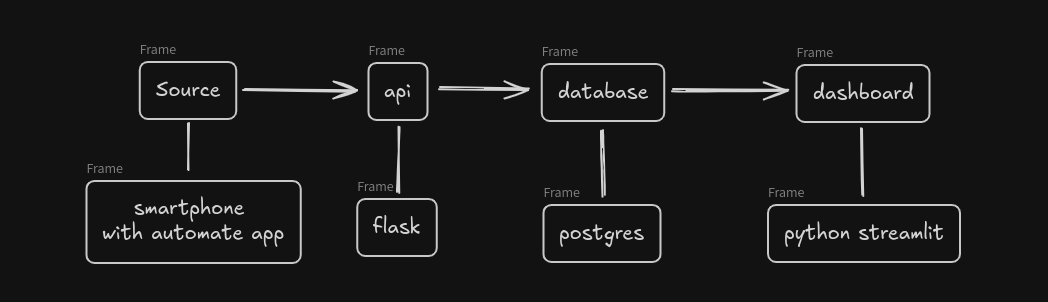 Frame
Source
Frame
api
Frame
database
Frame
dashboard
Frame
smartphone
with automate app
Frame
flask
Frame
postgres
Frame
python streamlit